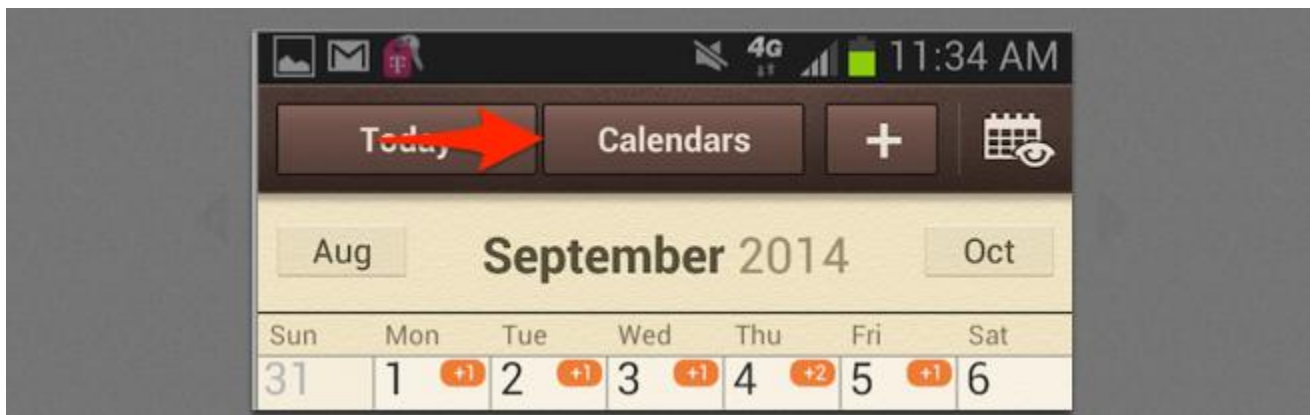 4G 11:34 AM
Today Calendars +
Aug September 2014 Oct
Sun Mon Tue Wed Thu Fri Sat
31 1 +1 2 +1 3 +1 4 +2 5 +1 6